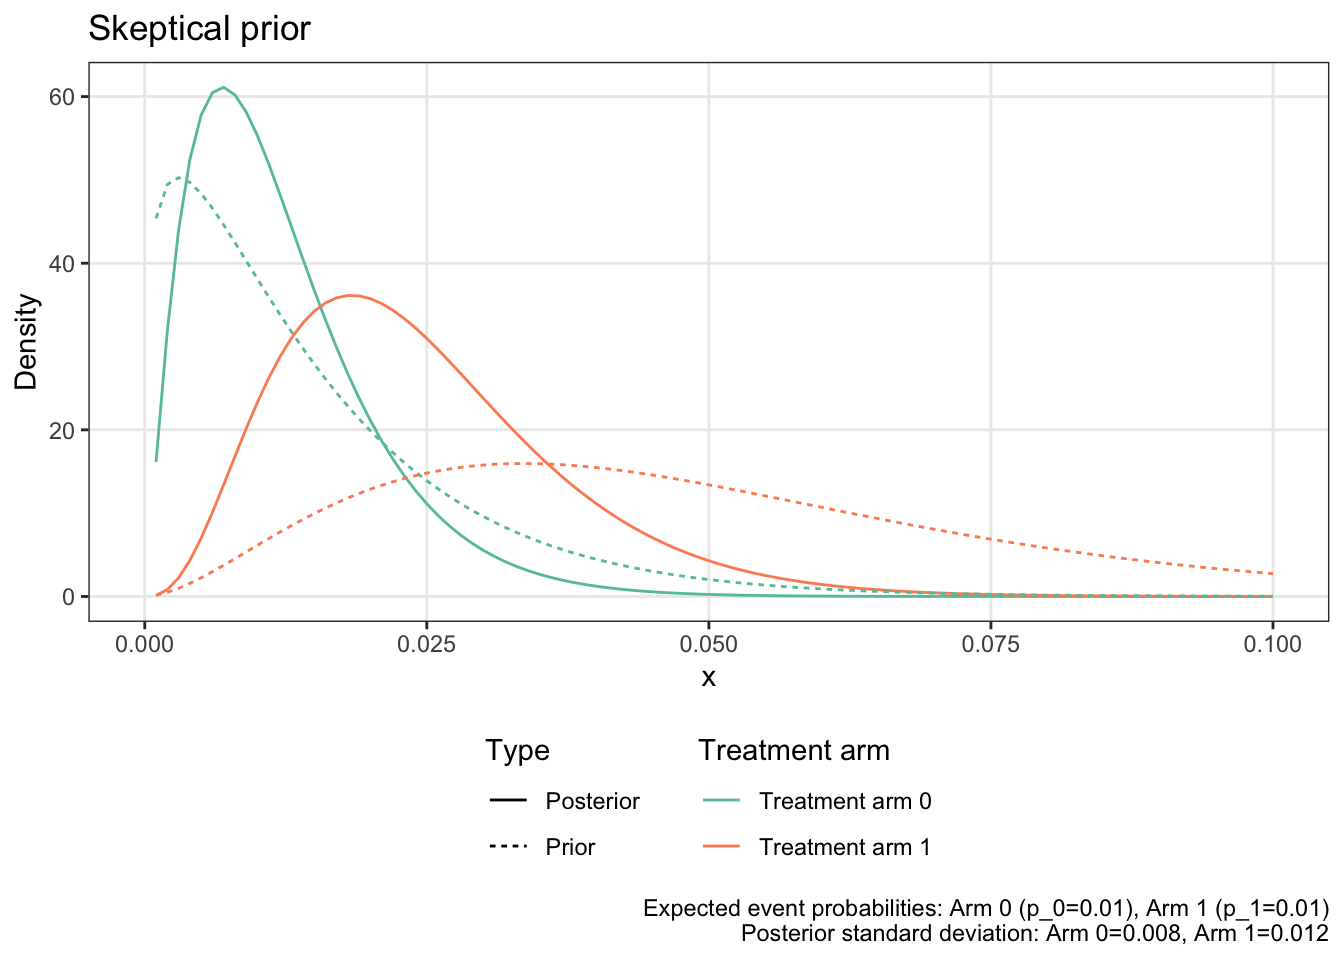 Skeptical prior
60
40
20
0
Density
0.000 0.025 0.050 0.075 0.100
x
Type Treatment arm
Posterior Treatment arm 0
Prior Treatment arm 1
Expected event probabilities: Arm 0 (p_0=0.01), Arm 1 (p_1=0.01)
Posterior standard deviation: Arm 0=0.008, Arm 1=0.012